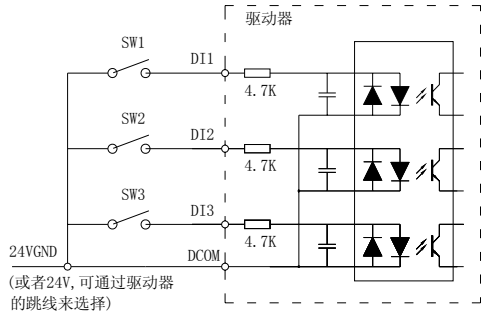 驱动器
SW1
DI1
4.7K
SW2
DI2
4.7K
SW3
DI3
4.7K
24VGND
DCOM
(或者24V,可通过驱动器
的跳线来选择)